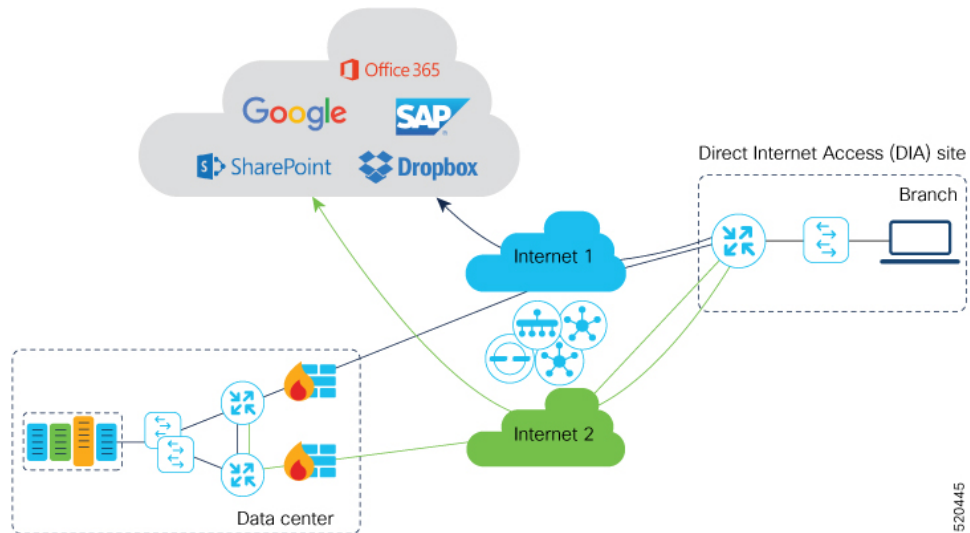 Office 365
Google
SAP
SharePoint
Dropbox
Direct Internet Access (DIA) site
Branch
Internet 1
Internet 2
Data center
520445